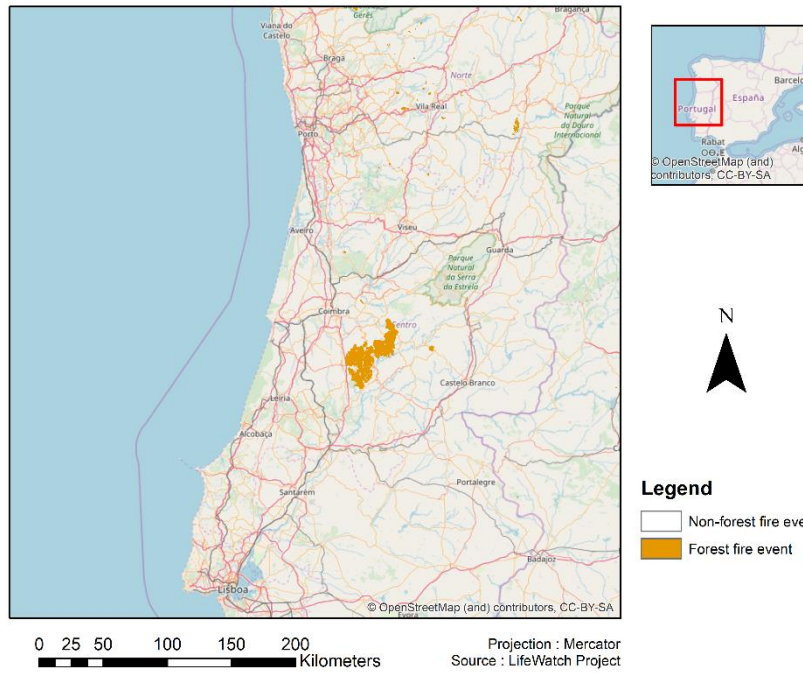 Viana do
Castelo
Gerês
Bragança
Braga
Norte
Vila Real
Porto
Parque
Natural
do Douro
Internacional
Aveiro
Viseu
Guarda
Parque
Natural
da Serra
da Estrela
Coimbra
Centro
Castelo Branco
Leiria
Alcobaça
Portalegre
Santarém
Badajoz
Lisboa
© OpenStreetMap (and) contributors, CC-BY-SA
0 25 50 100 150 200
Kilometers
Projection : Mercator
Source : LifeWatch Project
España
Barcelo
Portugal
Rabat
© OpenStreetMap (and)
contributors, CC-BY-SA
N
Legend
Non-forest fire eve
Forest fire event